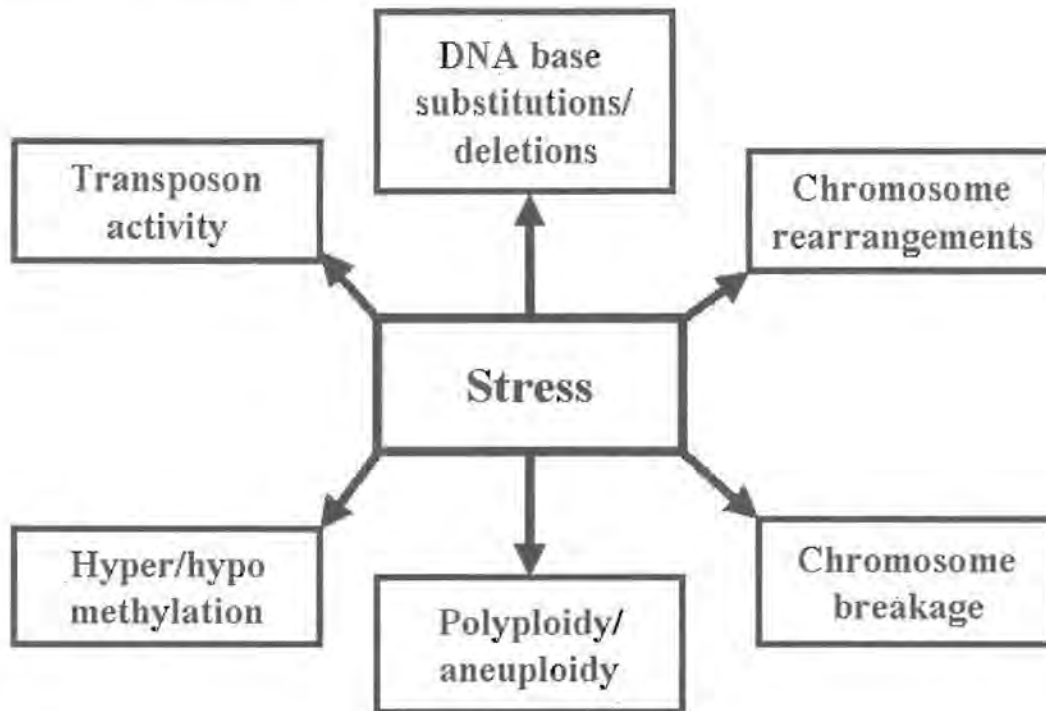 DNA base
substitutions/
deletions
Transposon
activity
Chromosome
rearrangements
Stress
Hyper/hypo
methylation
Polyploidy/
aneuploidy
Chromosome
breakage